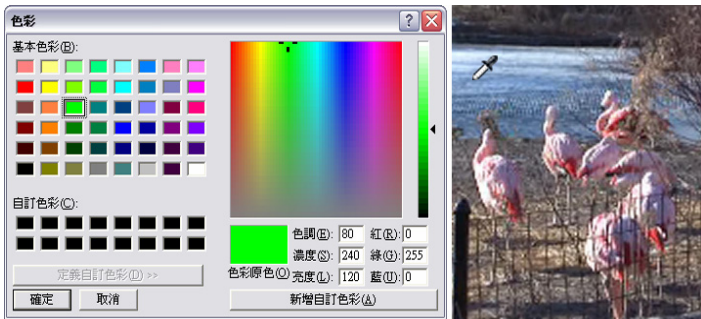 色彩
基本色彩(B):
自訂色彩(C):
定義自訂色彩(D) >>
確定 取消
色彩|原色(O)
色調(E): 80 紅(R): 0
濃度(S): 240 綠(G): 255
亮度(L): 120 藍(U): 0
新增自訂色彩(A)